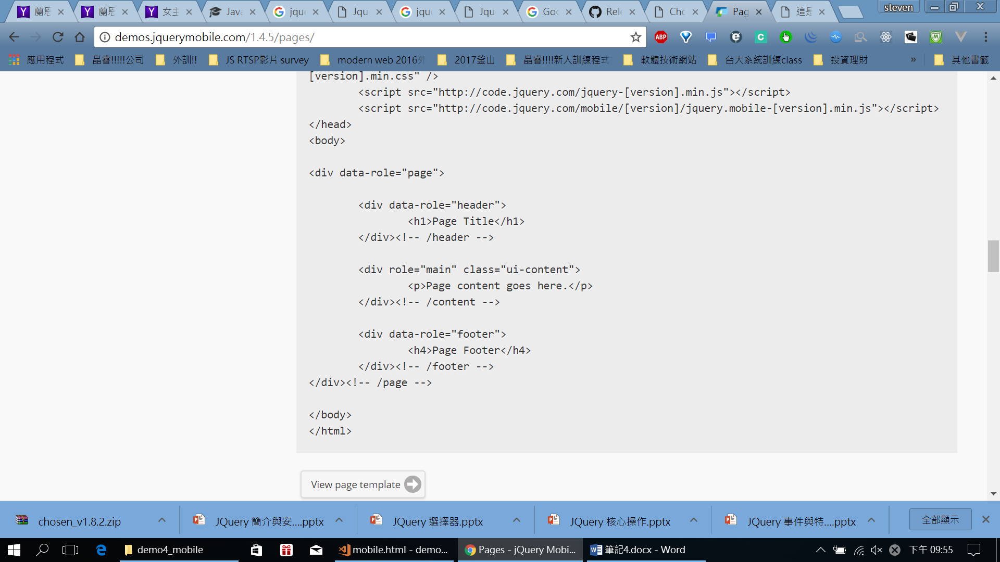 蘭恩
蘭恩
女主
Java
jque
Jqu
jque
Jqu
Goo
Rele
Cho
Pag
這是
steven
demos.jquerymobile.com/1.4.5/pages/
ABP
應用程式
晶睿!!!!!公司
外訓!!
JS RTSP影片 survey
modern web 2016外
2017釜山
晶睿!!!!新人訓練程式
軟體技術網站
台大系統訓練class
投資理財
»
其他書籤
[version].min.css" />
<script src="http://code.jquery.com/jquery-[version].min.js"></script>
<script src="http://code.jquery.com/mobile/[version]/jquery.mobile-[version].min.js"></script>
</head>
<body>
<div data-role="page">
<div data-role="header">
<h1>Page Title</h1>
</div><!-- /header -->
<div role="main" class="ui-content">
<p>Page content goes here.</p>
</div><!-- /content -->
<div data-role="footer">
<h4>Page Footer</h4>
</div><!-- /footer -->
</div><!-- /page -->
</body>
</html>
View page template
chosen_v1.8.2.zip
JQuery 簡介與安....pptx
JQuery 選擇器.pptx
JQuery 核心操作.pptx
JQuery 事件與特....pptx
全部顯示
demo4_mobile
mobile.html - demo...
Pages - jQuery Mobi...
筆記4.docx - Word
下午 09:55